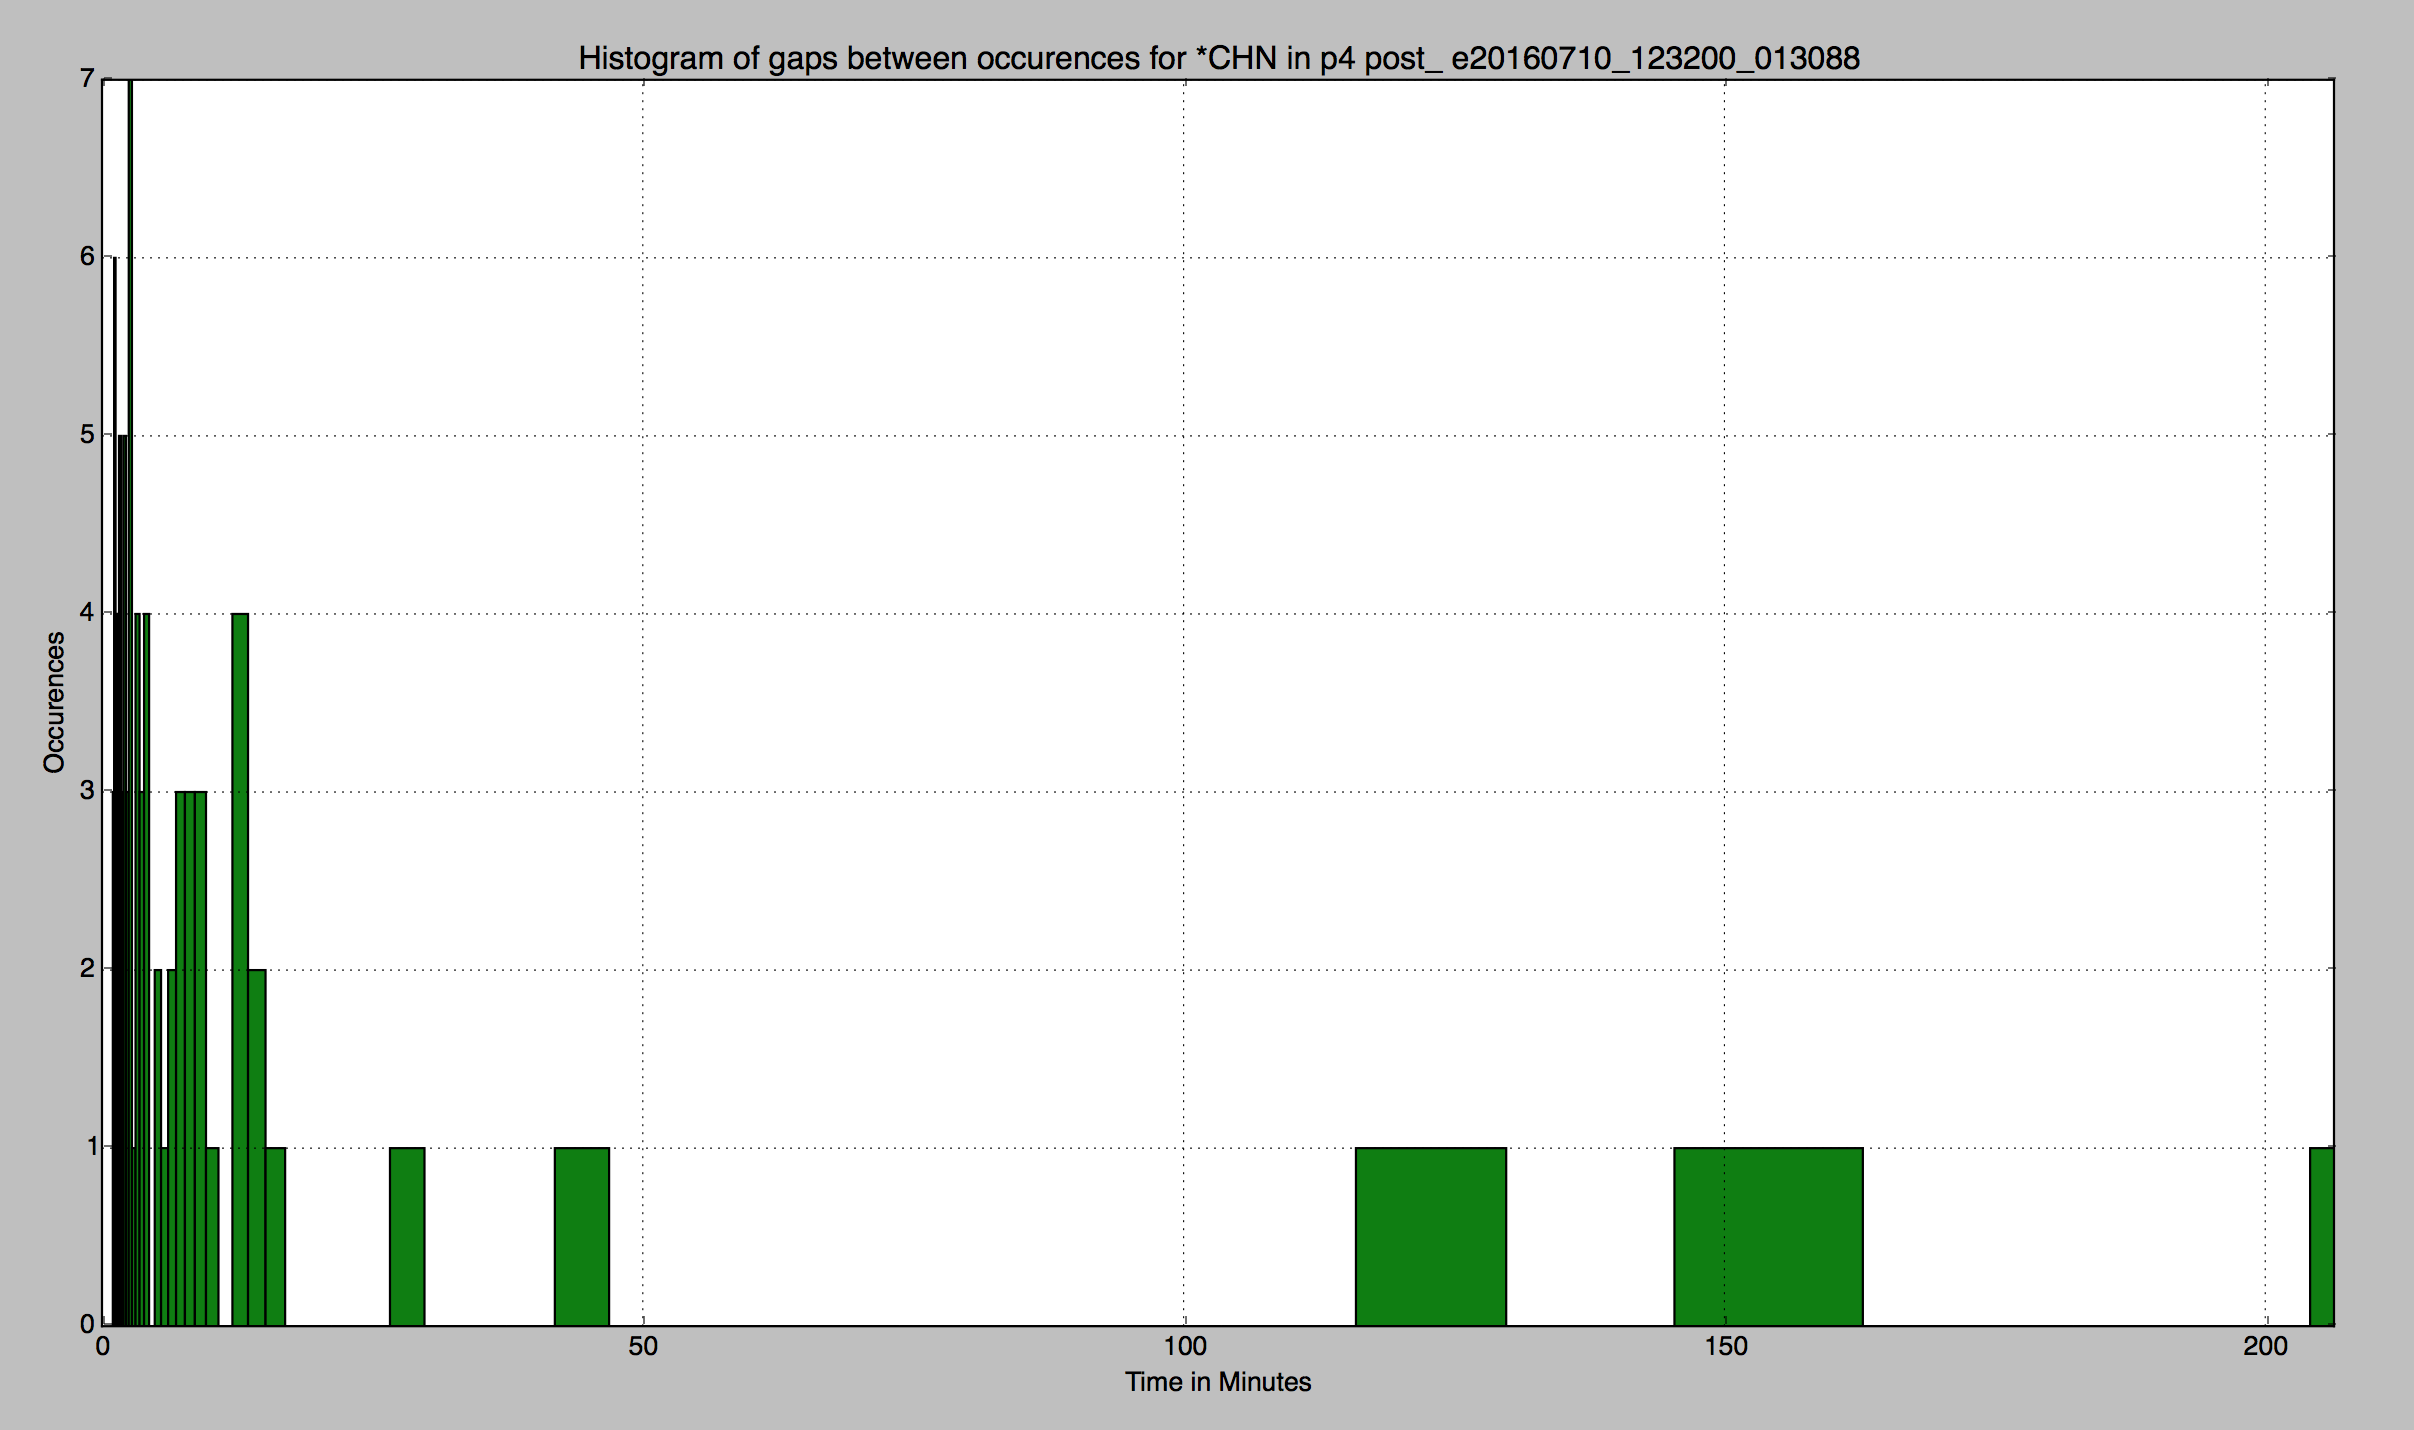 Histogram of gaps between occurences for *CHN in p4 post_ e20160710_123200_013088
7
6
5
4
3
2
1
0
Occurences
0 50 100 150 200
Time in Minutes